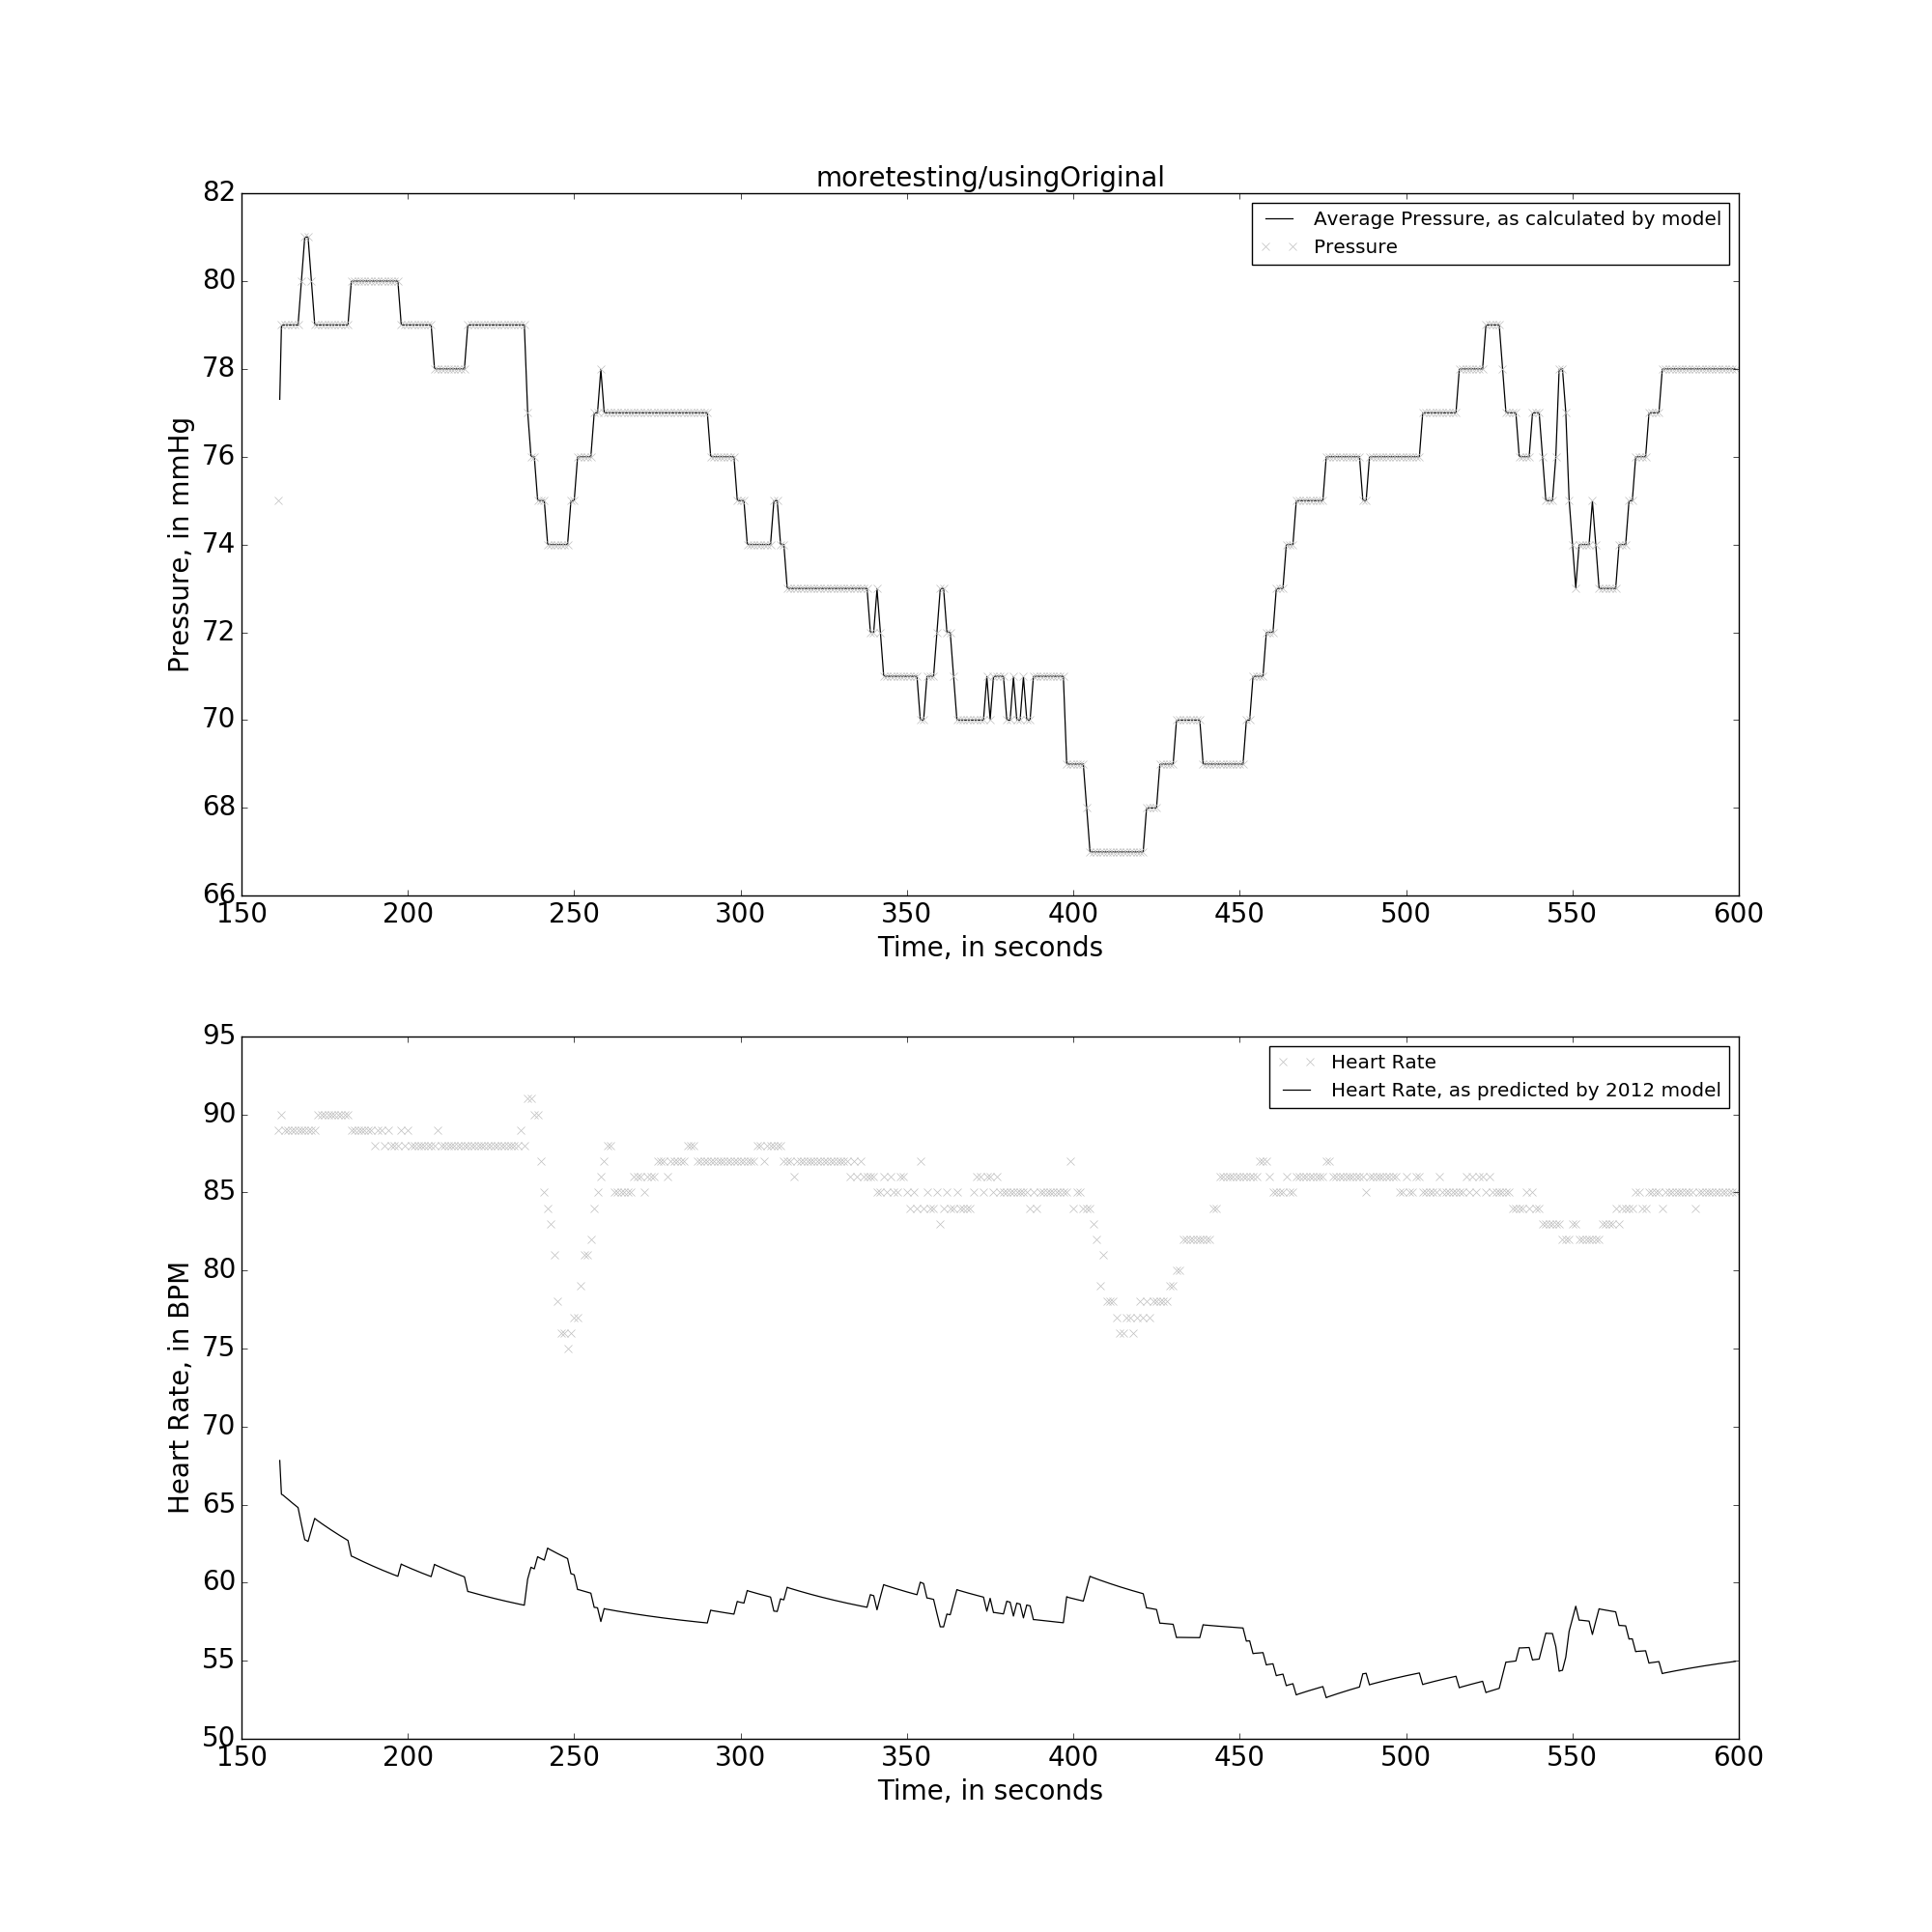 moretesting/usingOriginal
82
80
78
76
74
72
70
68
66
Pressure, in mmHg
Average Pressure, as calculated by model
Pressure
150 200 250 300 350 400 450 500 550 600
Time, in seconds
95
90
85
80
75
70
65
60
55
50
Heart Rate, in BPM
Heart Rate
Heart Rate, as predicted by 2012 model
150 200 250 300 350 400 450 500 550 600
Time, in seconds